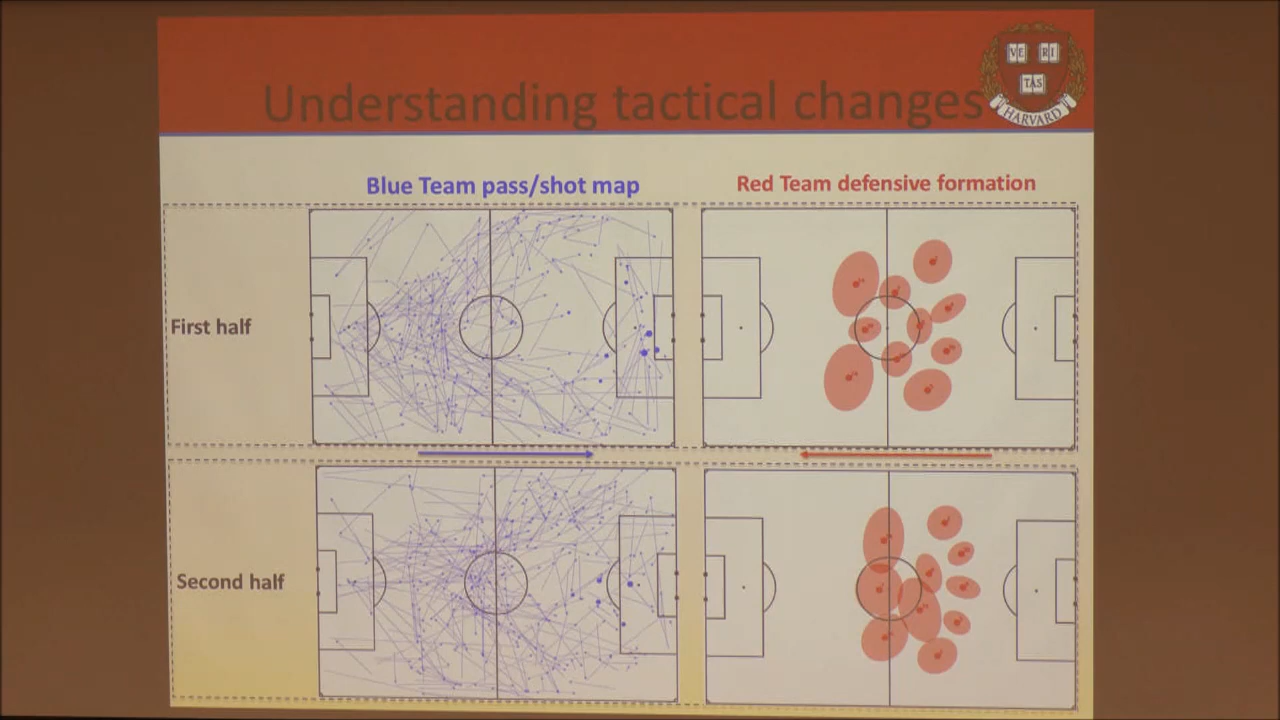 Understanding tactical changes
VE RI
TAS
HARVARD
Blue Team pass/shot map
Red Team defensive formation
First half
Second half